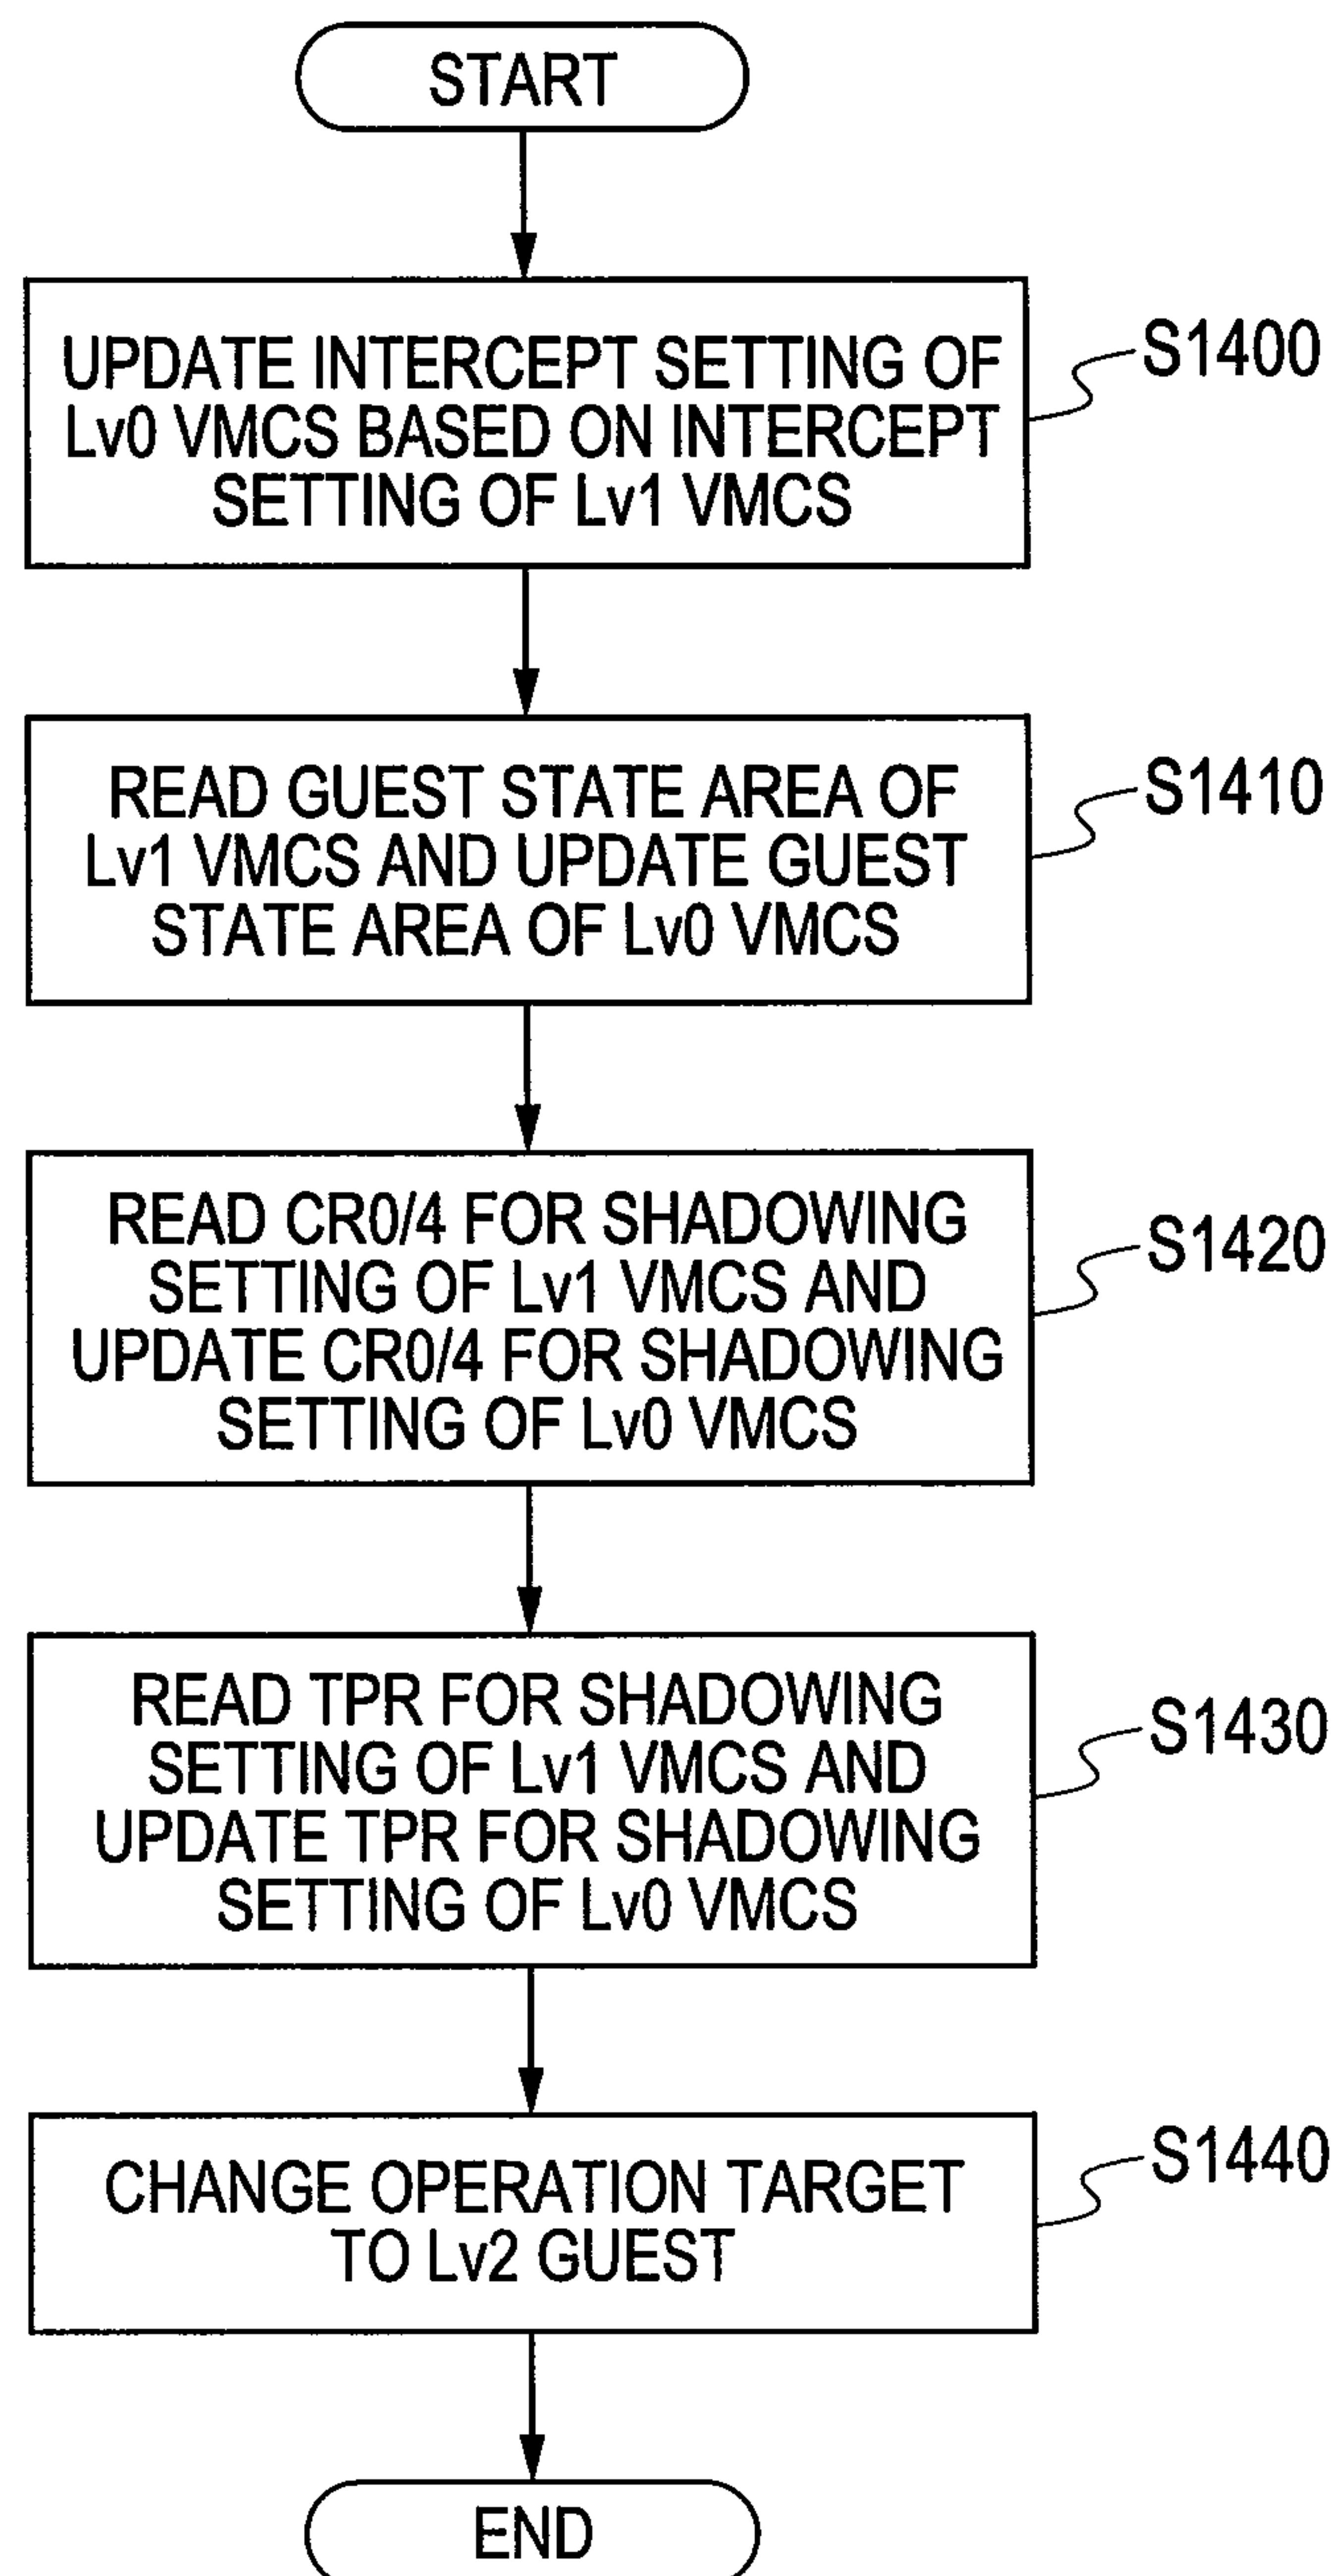 START
UPDATE INTERCEPT SETTING OF
Lv0 VMCS BASED ON INTERCEPT
SETTING OF Lv1 VMCS
S1400
READ GUEST STATE AREA OF
Lv1 VMCS AND UPDATE GUEST
STATE AREA OF Lv0 VMCS
S1410
READ CR0/4 FOR SHADOWING
SETTING OF Lv1 VMCS AND
UPDATE CR0/4 FOR SHADOWING
SETTING OF Lv0 VMCS
S1420
READ TPR FOR SHADOWING
SETTING OF Lv1 VMCS AND
UPDATE TPR FOR SHADOWING
SETTING OF Lv0 VMCS
S1430
CHANGE OPERATION TARGET
TO Lv2 GUEST
S1440
END